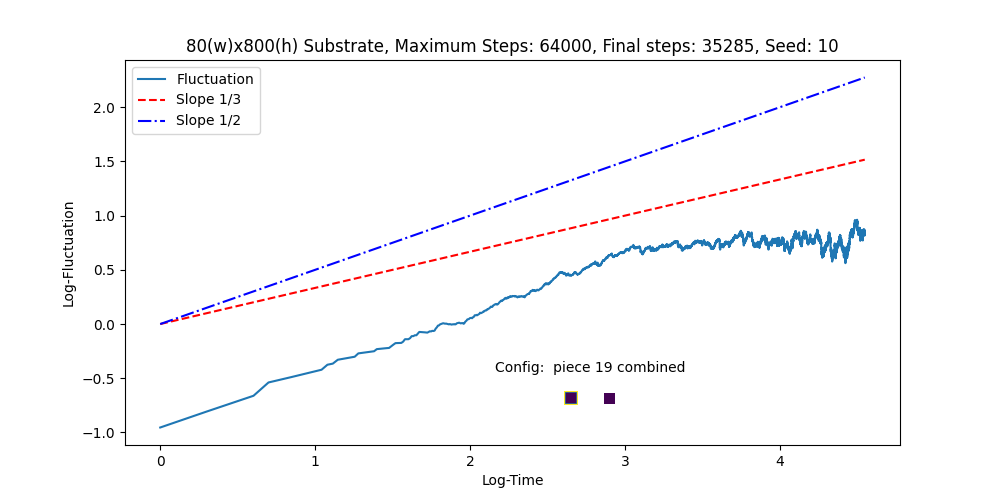 80(w)x800(h) Substrate, Maximum Steps: 64000, Final steps: 35285, Seed: 10
Fluctuation
Slope 1/3
Slope 1/2
2.0
1.5
1.0
0.5
0.0
−0.5
−1.0
Log-Fluctuation
Config:  piece 19 combined
0 1 2 3 4
Log-Time